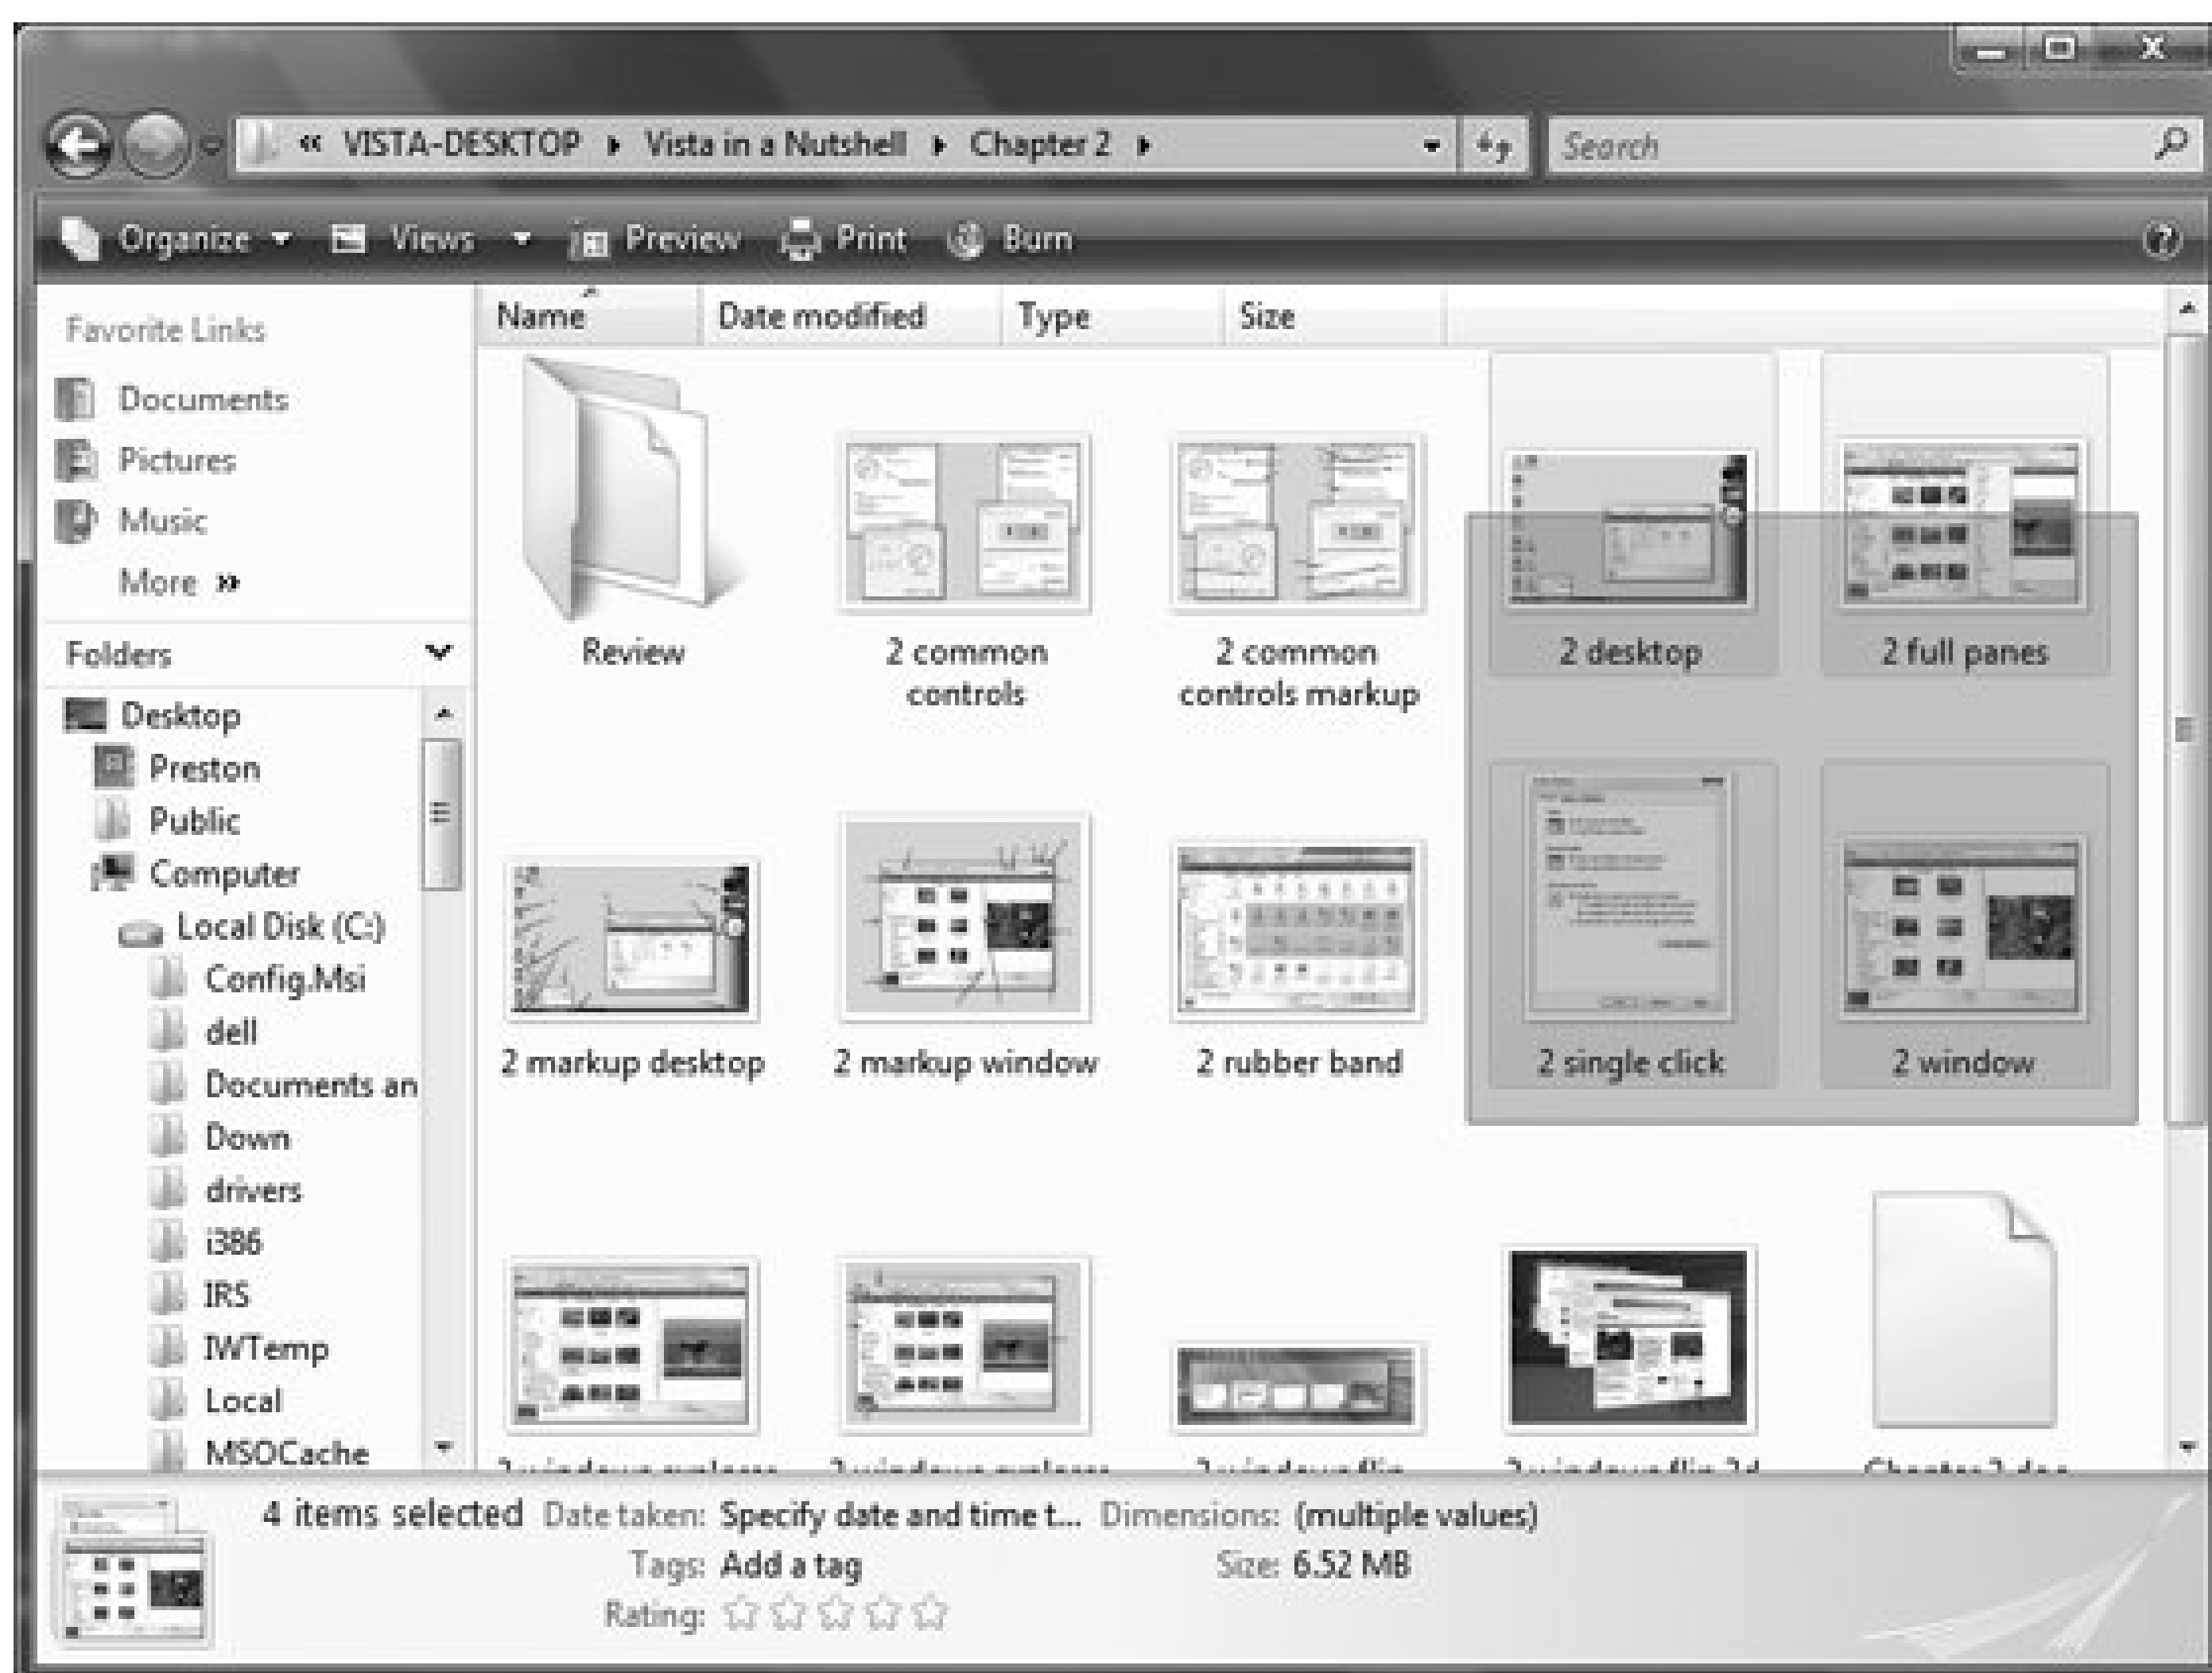 « VISTA-DESKTOP ▸ Vista in a Nutshell ▸ Chapter 2 ▸
Search
Organize Views Preview Print Burn
Favorite Links
Documents
Pictures
Music
More »
Folders
Desktop
Preston
Public
Computer
Local Disk (C:)
Config.Msi
dell
Documents an
Down
drivers
i386
IRS
IWTemp
Local
MSOCache
Name Date modified Type Size
Review
2 common
controls
2 common
controls markup
2 desktop
2 full panes
2 markup desktop
2 markup window
2 rubber band
2 single click
2 window
4 items selected Date taken: Specify date and time t... Dimensions: (multiple values)
Tags: Add a tag Size: 6.52 MB
Rating: